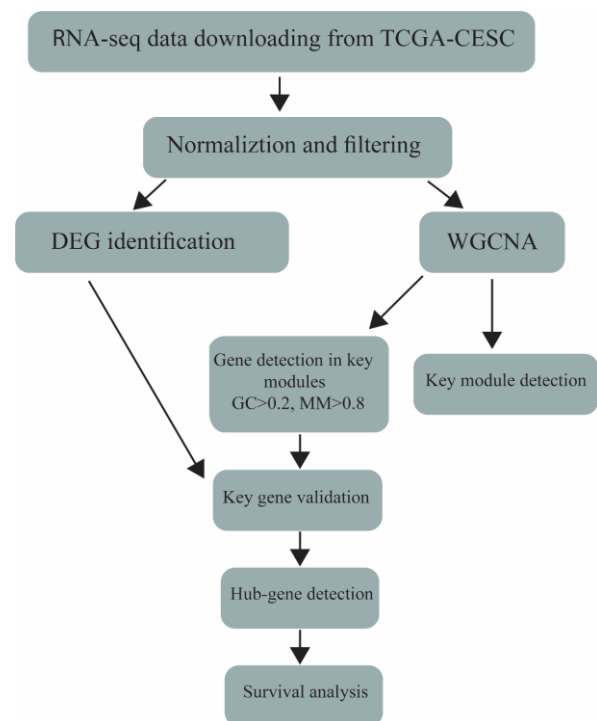 RNA-seq data downloading from TCGA-CESC
Normaliztion and filtering
DEG identification
WGCNA
Gene detection in key
modules
GC>0.2, MM>0.8
Key module detection
Key gene validation
Hub-gene detection
Survival analysis